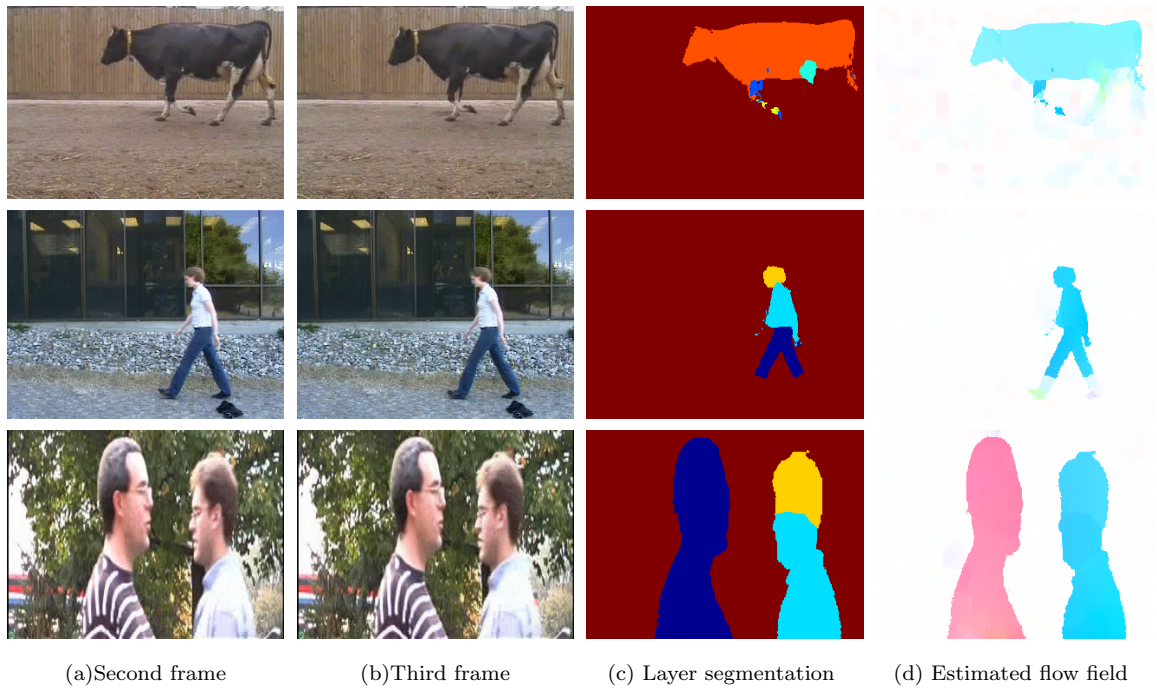 (a)Second frame
(b)Third frame
(c) Layer segmentation
(d) Estimated flow field